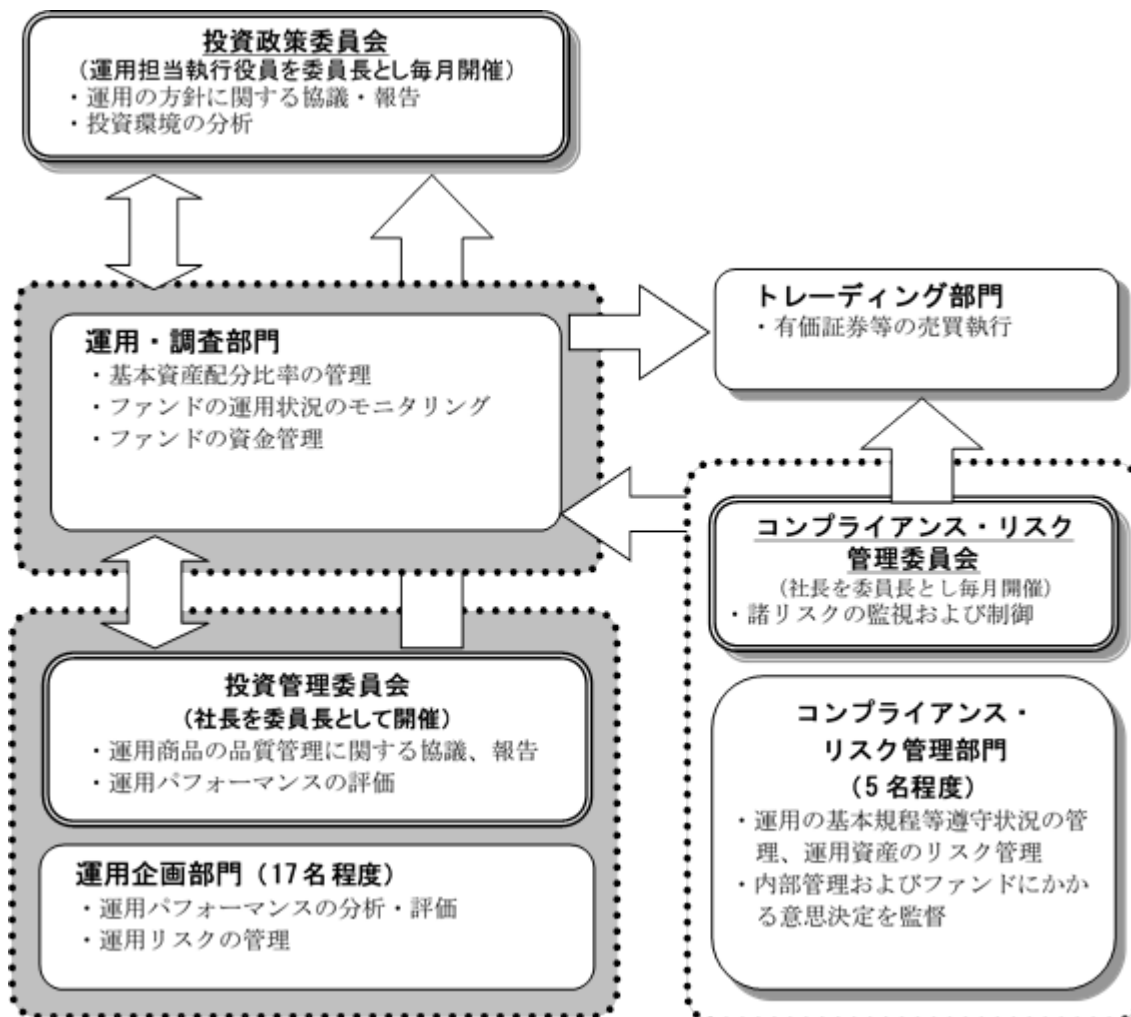 投資政策委員会
(運用担当執行役員を委員長とし毎月開催)
・運用の方針に関する協議・報告
・投資環境の分析
トレーディング部門
・有価証券等の売買執行
運用・調査部門
・基本資産配分比率の管理
・ファンドの運用状況のモニタリング
・ファンドの資金管理
コンプライアンス・リスク
管理委員会
(社長を委員長とし毎月開催)
・諸リスクの監視および制御
投資管理委員会
(社長を委員長として開催)
・運用商品の品質管理に関する協議、報告
・運用パフォーマンスの評価
運用企画部門(17名程度)
・運用パフォーマンスの分析・評価
・運用リスクの管理
コンプライアンス・
リスク管理部門
(5名程度)
・運用の基本規程等遵守状況の管
理、運用資産のリスク管理
・内部管理およびファンドにかか
る意思決定を監督